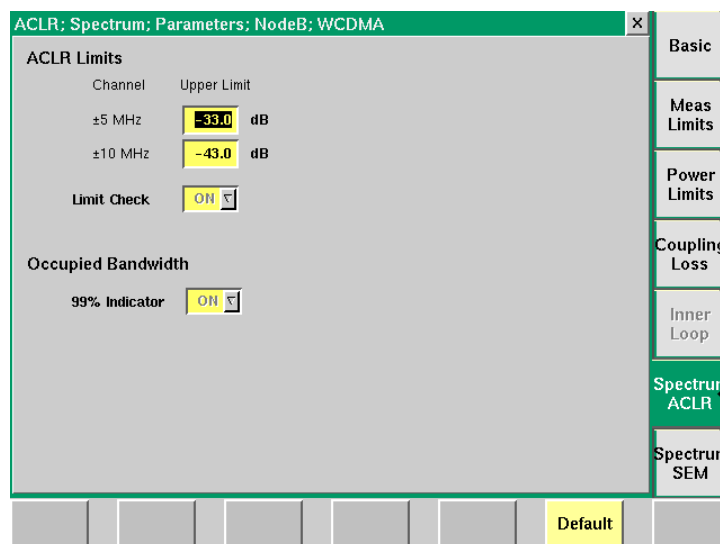 ACLR; Spectrum; Parameters; NodeB; WCDMA
ACLR Limits
Channel Upper Limit
±5 MHz -33.0 dB
±10 MHz -43.0 dB
Limit Check ON
Occupied Bandwidth
99% Indicator ON
Basic
Meas
Limits
Power
Limits
Coupling
Loss
Inner
Loop
Spectrum
ACLR
Spectrum
SEM
Default